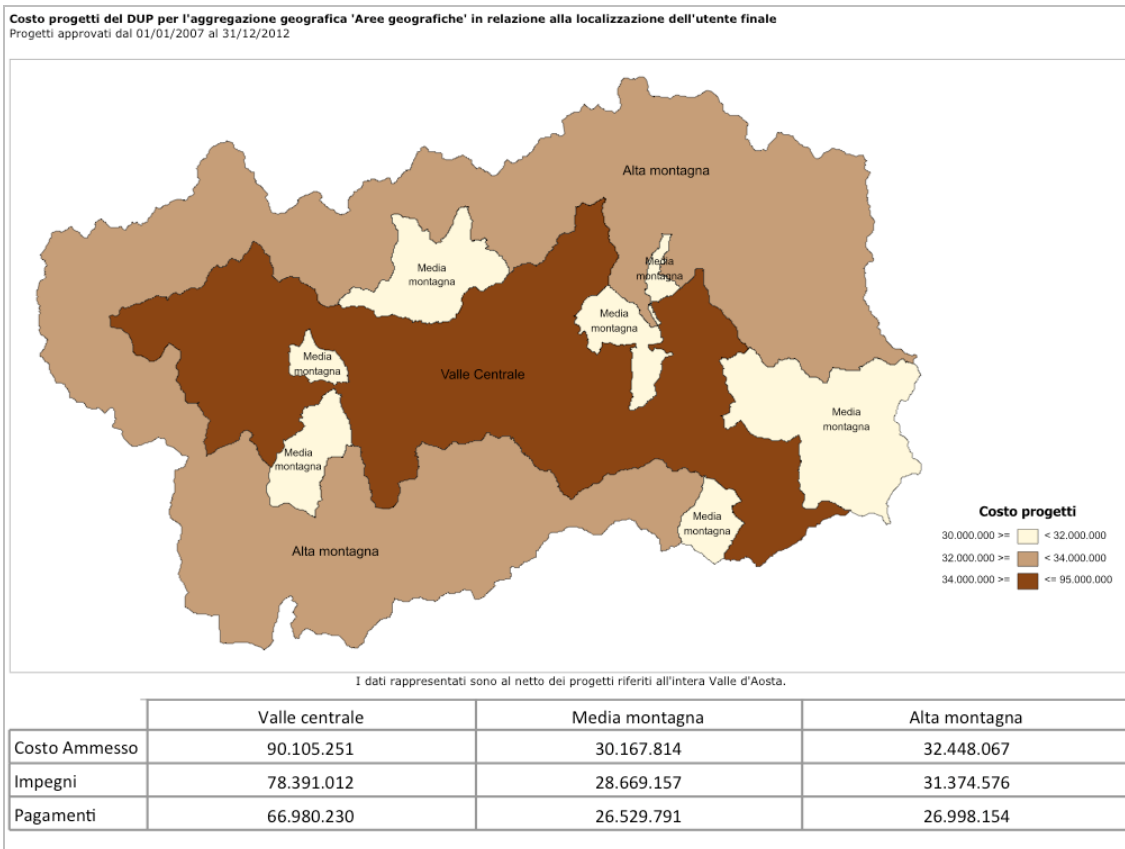 Costo progetti del DUP per l'aggregazione geografica 'Aree geografiche' in relazione alla localizzazione dell'utente finale
Progetti approvati dal 01/01/2007 al 31/12/2012
Alta montagna
Media
montagna
Media
montagna
Media
montagna
Media
montagna
Valle Centrale
Media
montagna
Media
montagna
Media
montagna
Alta montagna
Costo progetti
30.000.000 >= < 32.000.000
32.000.000 >= < 34.000.000
34.000.000 >= <= 95.000.000
I dati rappresentati sono al netto dei progetti riferiti all'intera Valle d'Aosta.
Valle centrale Media montagna Alta montagna
Costo Ammesso 90.105.251 30.167.814 32.448.067
Impegni 78.391.012 28.669.157 31.374.576
Pagamenti 66.980.230 26.529.791 26.998.154